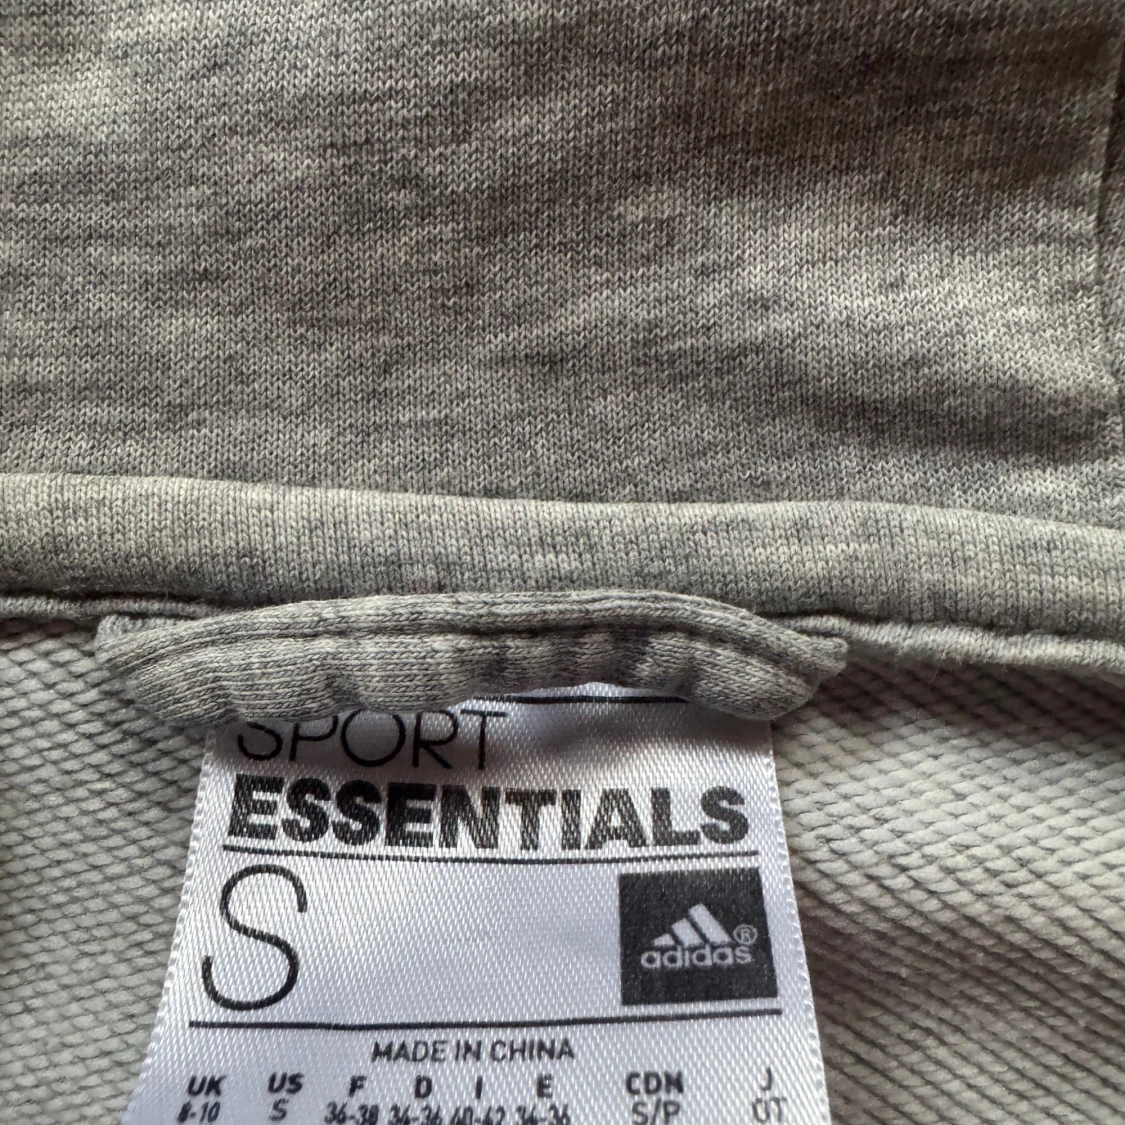 SPORT
ESSENTIALS
S
adidas®
MADE IN CHINA
UK US F D I E CDN J
8-10 S 36-38 34-36 40-42 34-36 S/P OT